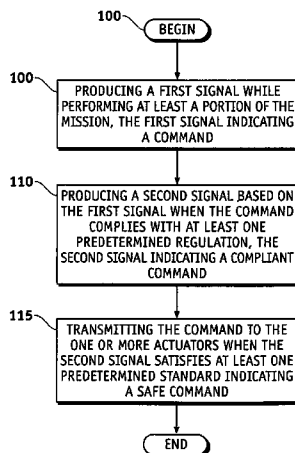 100
BEGIN
100
PRODUCING A FIRST SIGNAL WHILE
PERFORMING AT LEAST A PORTION OF THE
MISSION, THE FIRST SIGNAL INDICATING
A COMMAND
110
PRODUCING A SECOND SIGNAL BASED ON
THE FIRST SIGNAL WHEN THE COMMAND
COMPLIES WITH AT LEAST ONE
PREDETERMINED REGULATION, THE
SECOND SIGNAL INDICATING A COMPLIANT
COMMAND
115
TRANSMITTING THE COMMAND TO THE
ONE OR MORE ACTUATORS WHEN THE
SECOND SIGNAL SATISFIES AT LEAST ONE
PREDETERMINED STANDARD INDICATING
A SAFE COMMAND
END